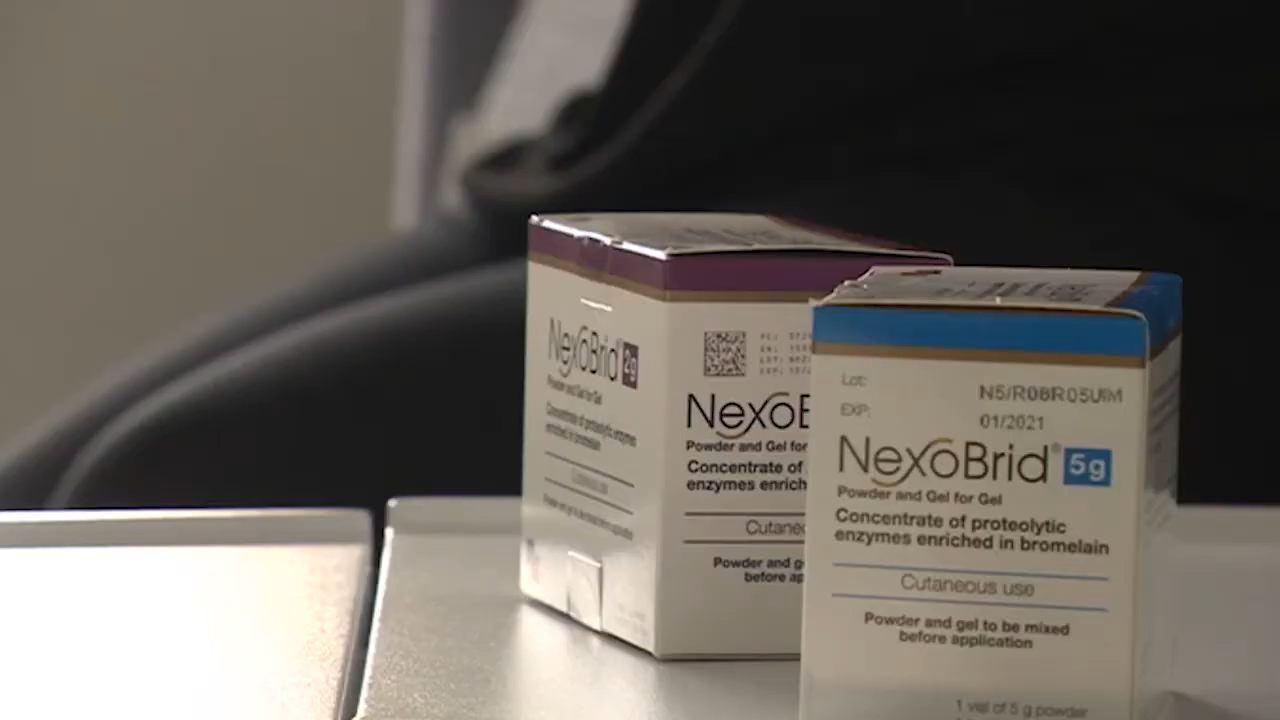 NexoBrid 2g
Powder and Gel for Gel
Concentrate of proteolytic enzymes
enriched in bromelain
NexoB
Powder and Gel for
Concentrate of
enzymes enrich
Cutaneo
Powder and g
before ap
Lot: N5/R08R05UIM
EXP: 01/2021
NexoBrid® 5g
Powder and Gel for Gel
Concentrate of proteolytic
enzymes enriched in bromelain
Cutaneous use
Powder and gel to be mixed
before application
1 vial of 5 g powder